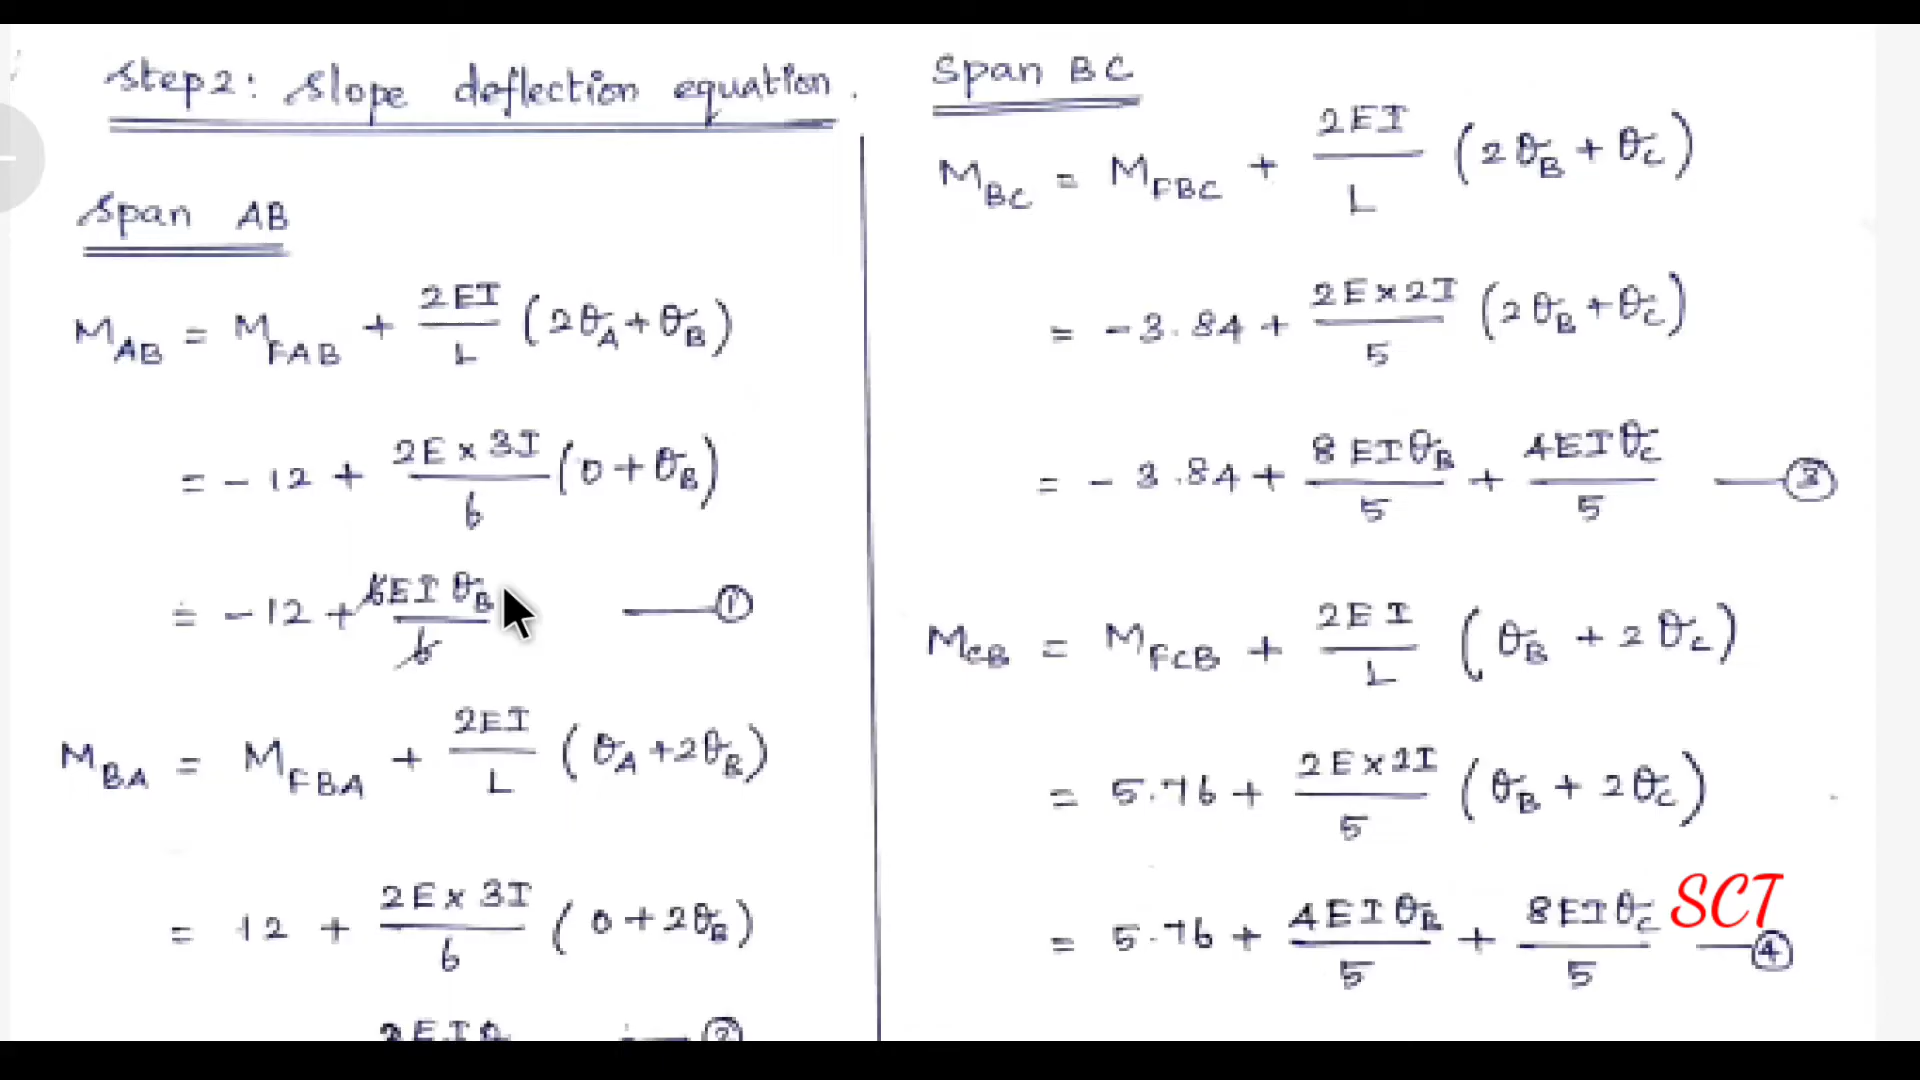 Step2: Slope deflection equation.
Span AB
M_AB = M_FAB + 2EI/L (2θ_A + θ_B)
= -12 + 2E × 3I/6 (0 + θ_B)
= -12 + 6EIθ_B/6 —①
M_BA = M_FBA + 2EI/L (θ_A + 2θ_B)
= 12 + 2E × 3I/6 (0 + 2θ_B)
Span BC
M_BC = M_FBC + 2EI/L (2θ_B + θ_C)
= -3.84 + 2E×2I/5 (2θ_B + θ_C)
= -3.84 + 8EIθ_B/5 + 4EIθ_C/5 —③
M_CB = M_FCB + 2EI/L (θ_B + 2θ_C)
= 5.76 + 2E×2I/5 (θ_B + 2θ_C)
= 5.76 + 4EIθ_B/5 + 8EIθ_C/5 —④
SCT